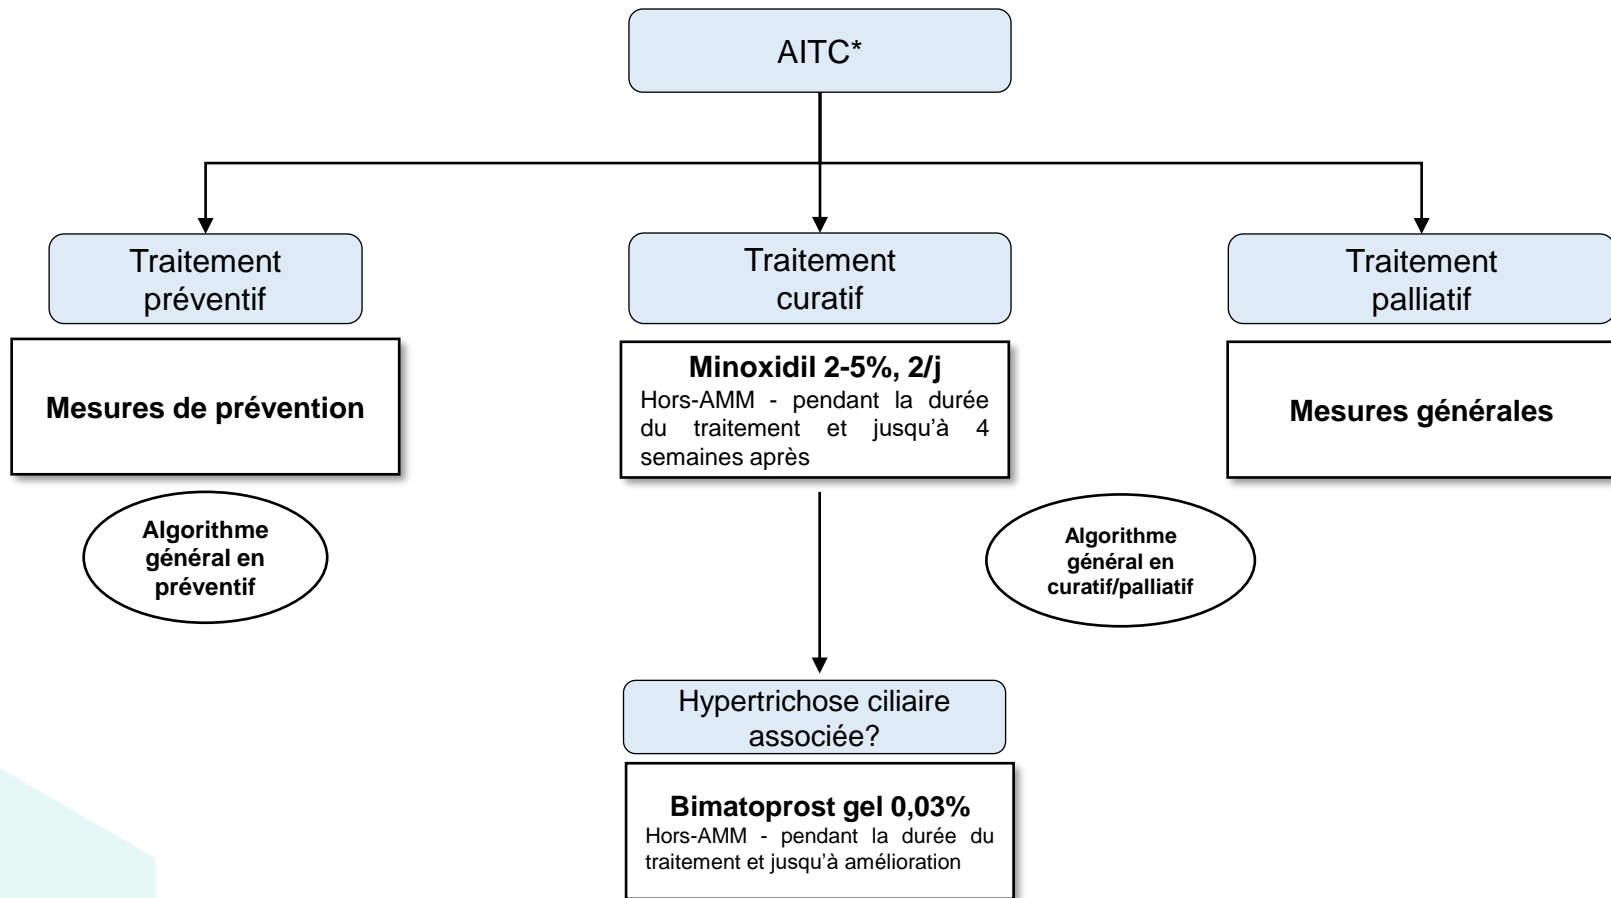 AITC*
Traitement
préventif
Mesures de prévention
Algorithme
général en
préventif
Traitement
curatif
Minoxidil 2-5%, 2/j
Hors-AMM - pendant la durée
du traitement et jusqu'à 4
semaines après
Traitement
palliatif
Mesures générales
Algorithme
général en
curatif/palliatif
Hypertrichose ciliaire
associée?
Bimatoprost gel 0,03%
Hors-AMM - pendant la durée du
traitement et jusqu'à amélioration